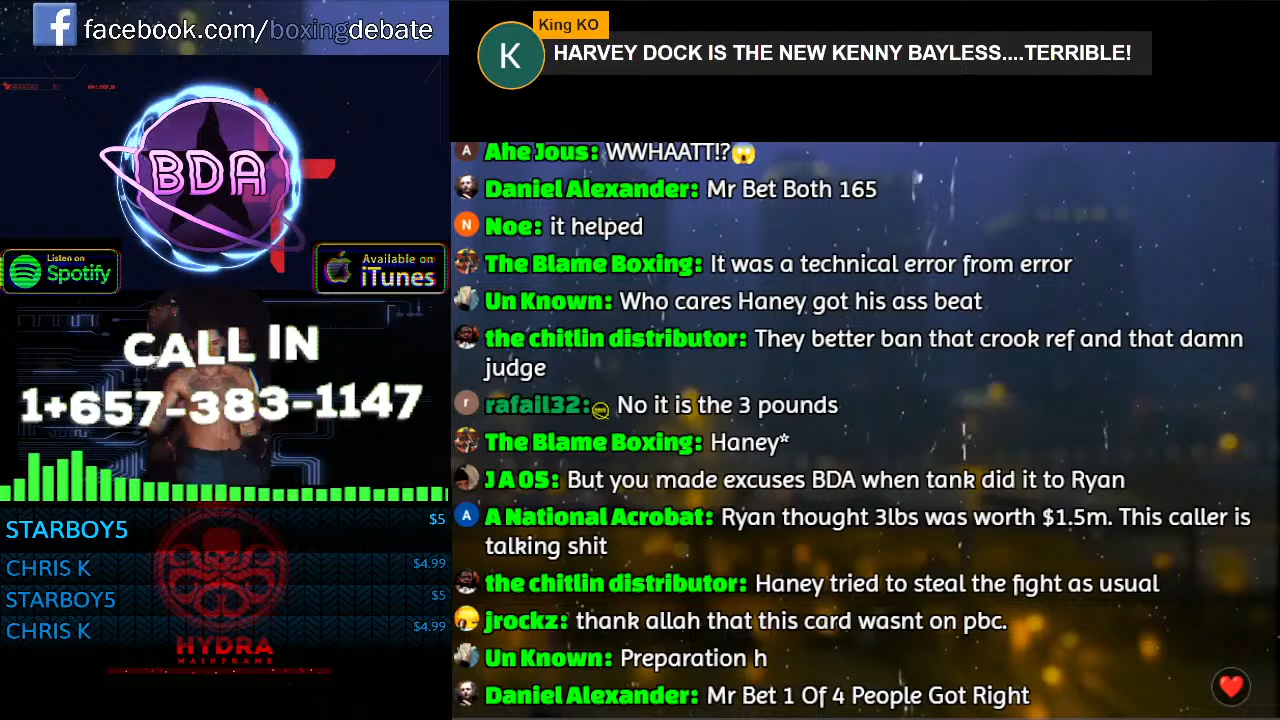 facebook.com/boxingdebate
BDA
Listen on
Spotify
Available on
iTunes
CALL IN
1+657-383-1147
STARBOY5 $5
CHRIS K $4.99
STARBOY5 $5
CHRIS K $4.99
HYDRA
MAINFRAME
King KO
K HARVEY DOCK IS THE NEW KENNY BAYLESS....TERRIBLE!
A Ahe Jous: WWHAATT!?😱
Daniel Alexander: Mr Bet Both 165
N Noe: it helped
The Blame Boxing: It was a technical error from error
Un Known: Who cares Haney got his ass beat
the chitlin distributor: They better ban that crook ref and that damn
judge
r rafail32: No it is the 3 pounds
The Blame Boxing: Haney*
J A 05: But you made excuses BDA when tank did it to Ryan
A A National Acrobat: Ryan thought 3lbs was worth $1.5m. This caller is
talking shit
the chitlin distributor: Haney tried to steal the fight as usual
jrockz: thank allah that this card wasnt on pbc.
Un Known: Preparation h
Daniel Alexander: Mr Bet 1 Of 4 People Got Right